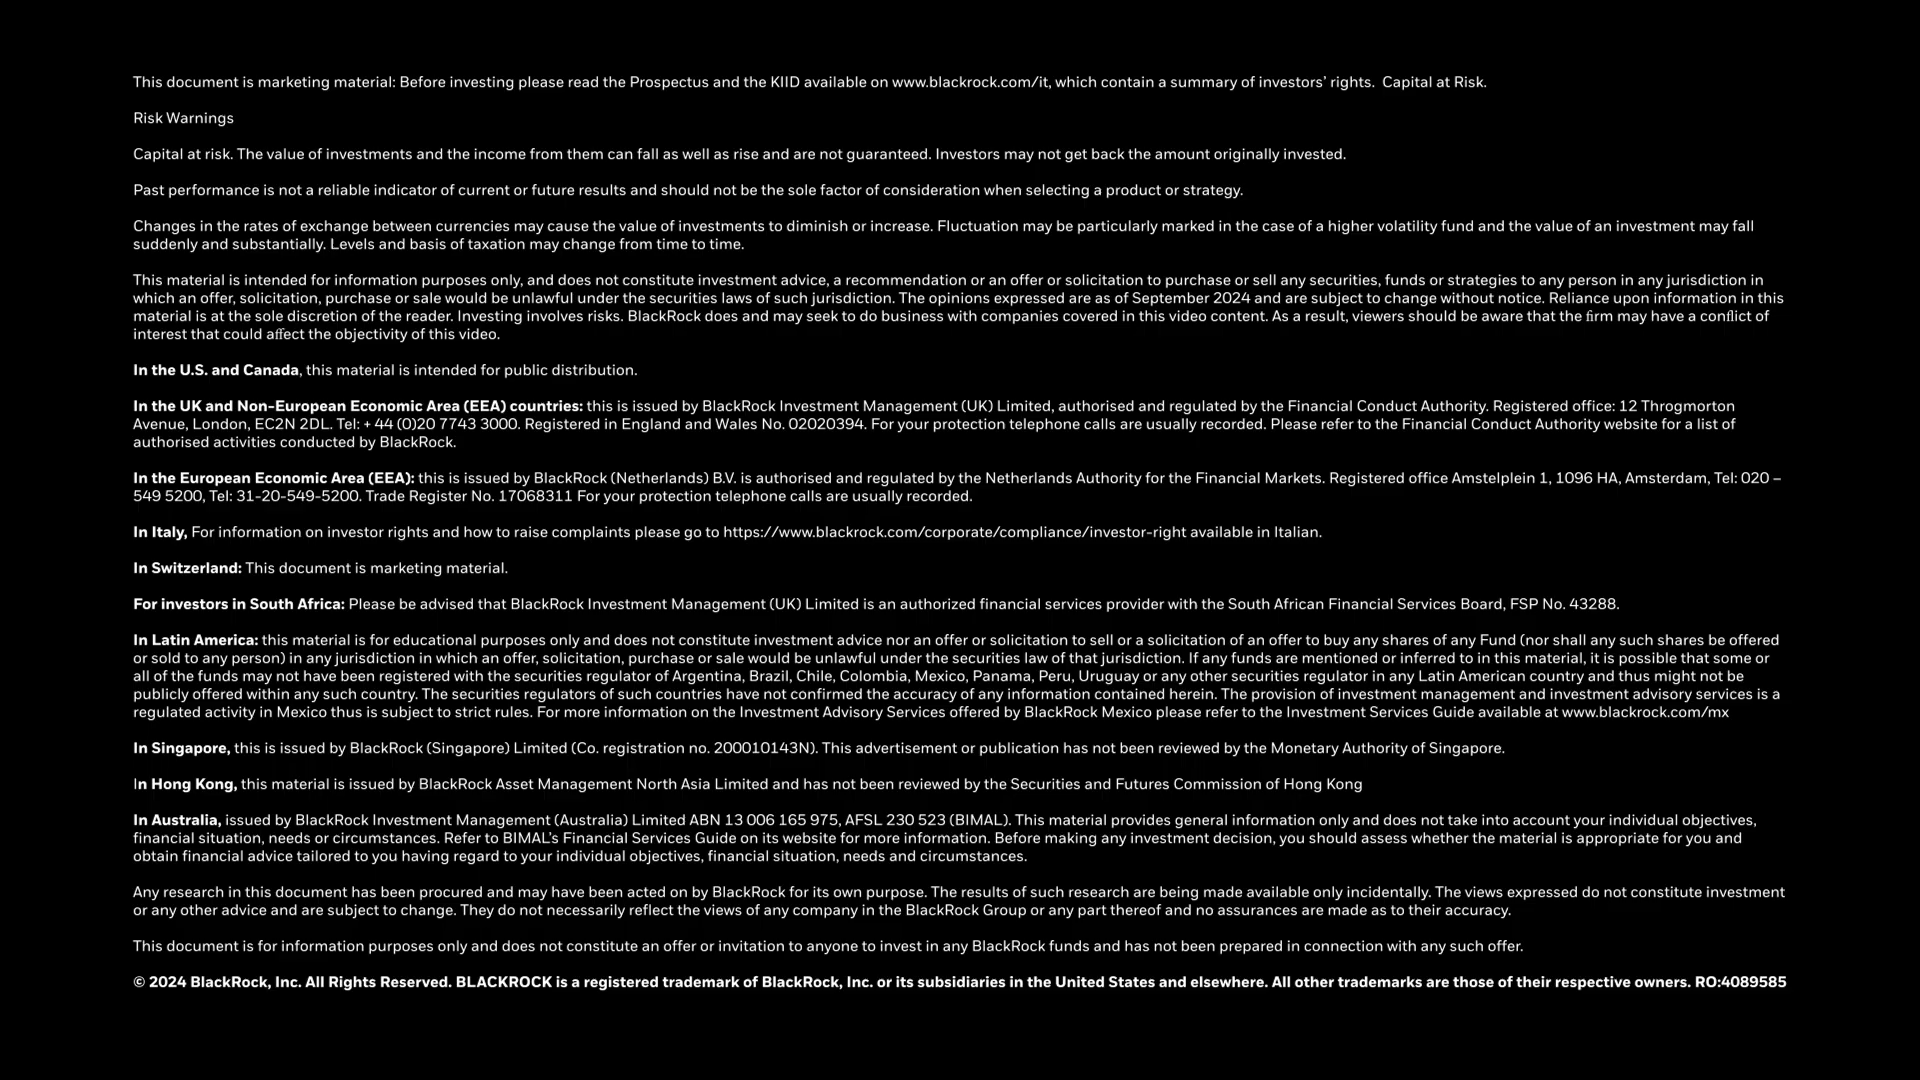 This document is marketing material: Before investing please read the Prospectus and the KIID available on www.blackrock.com/it, which contain a summary of investors’ rights.  Capital at Risk.
Risk Warnings
Capital at risk. The value of investments and the income from them can fall as well as rise and are not guaranteed. Investors may not get back the amount originally invested.
Past performance is not a reliable indicator of current or future results and should not be the sole factor of consideration when selecting a product or strategy.
Changes in the rates of exchange between currencies may cause the value of investments to diminish or increase. Fluctuation may be particularly marked in the case of a higher volatility fund and the value of an investment may fall
suddenly and substantially. Levels and basis of taxation may change from time to time.
This material is intended for information purposes only, and does not constitute investment advice, a recommendation or an offer or solicitation to purchase or sell any securities, funds or strategies to any person in any jurisdiction in
which an offer, solicitation, purchase or sale would be unlawful under the securities laws of such jurisdiction. The opinions expressed are as of September 2024 and are subject to change without notice. Reliance upon information in this
material is at the sole discretion of the reader. Investing involves risks. BlackRock does and may seek to do business with companies covered in this video content. As a result, viewers should be aware that the firm may have a conflict of
interest that could affect the objectivity of this video.
In the U.S. and Canada, this material is intended for public distribution.
In the UK and Non-European Economic Area (EEA) countries: this is issued by BlackRock Investment Management (UK) Limited, authorised and regulated by the Financial Conduct Authority. Registered office: 12 Throgmorton
Avenue, London, EC2N 2DL. Tel: + 44 (0)20 7743 3000. Registered in England and Wales No. 02020394. For your protection telephone calls are usually recorded. Please refer to the Financial Conduct Authority website for a list of
authorised activities conducted by BlackRock.
In the European Economic Area (EEA): this is issued by BlackRock (Netherlands) B.V. is authorised and regulated by the Netherlands Authority for the Financial Markets. Registered office Amstelplein 1, 1096 HA, Amsterdam, Tel: 020 –
549 5200, Tel: 31-20-549-5200. Trade Register No. 17068311 For your protection telephone calls are usually recorded.
In Italy, For information on investor rights and how to raise complaints please go to https://www.blackrock.com/corporate/compliance/investor-right available in Italian.
In Switzerland: This document is marketing material.
For investors in South Africa: Please be advised that BlackRock Investment Management (UK) Limited is an authorized financial services provider with the South African Financial Services Board, FSP No. 43288.
In Latin America: this material is for educational purposes only and does not constitute investment advice nor an offer or solicitation to sell or a solicitation of an offer to buy any shares of any Fund (nor shall any such shares be offered
or sold to any person) in any jurisdiction in which an offer, solicitation, purchase or sale would be unlawful under the securities law of that jurisdiction. If any funds are mentioned or inferred to in this material, it is possible that some or
all of the funds may not have been registered with the securities regulator of Argentina, Brazil, Chile, Colombia, Mexico, Panama, Peru, Uruguay or any other securities regulator in any Latin American country and thus might not be
publicly offered within any such country. The securities regulators of such countries have not confirmed the accuracy of any information contained herein. The provision of investment management and investment advisory services is a
regulated activity in Mexico thus is subject to strict rules. For more information on the Investment Advisory Services offered by BlackRock Mexico please refer to the Investment Services Guide available at www.blackrock.com/mx
In Singapore, this is issued by BlackRock (Singapore) Limited (Co. registration no. 200010143N). This advertisement or publication has not been reviewed by the Monetary Authority of Singapore.
In Hong Kong, this material is issued by BlackRock Asset Management North Asia Limited and has not been reviewed by the Securities and Futures Commission of Hong Kong
In Australia, issued by BlackRock Investment Management (Australia) Limited ABN 13 006 165 975, AFSL 230 523 (BIMAL). This material provides general information only and does not take into account your individual objectives,
financial situation, needs or circumstances. Refer to BIMAL’s Financial Services Guide on its website for more information. Before making any investment decision, you should assess whether the material is appropriate for you and
obtain financial advice tailored to you having regard to your individual objectives, financial situation, needs and circumstances.
Any research in this document has been procured and may have been acted on by BlackRock for its own purpose. The results of such research are being made available only incidentally. The views expressed do not constitute investment
or any other advice and are subject to change. They do not necessarily reflect the views of any company in the BlackRock Group or any part thereof and no assurances are made as to their accuracy.
This document is for information purposes only and does not constitute an offer or invitation to anyone to invest in any BlackRock funds and has not been prepared in connection with any such offer.
© 2024 BlackRock, Inc. All Rights Reserved. BLACKROCK is a registered trademark of BlackRock, Inc. or its subsidiaries in the United States and elsewhere. All other trademarks are those of their respective owners. RO:4089585